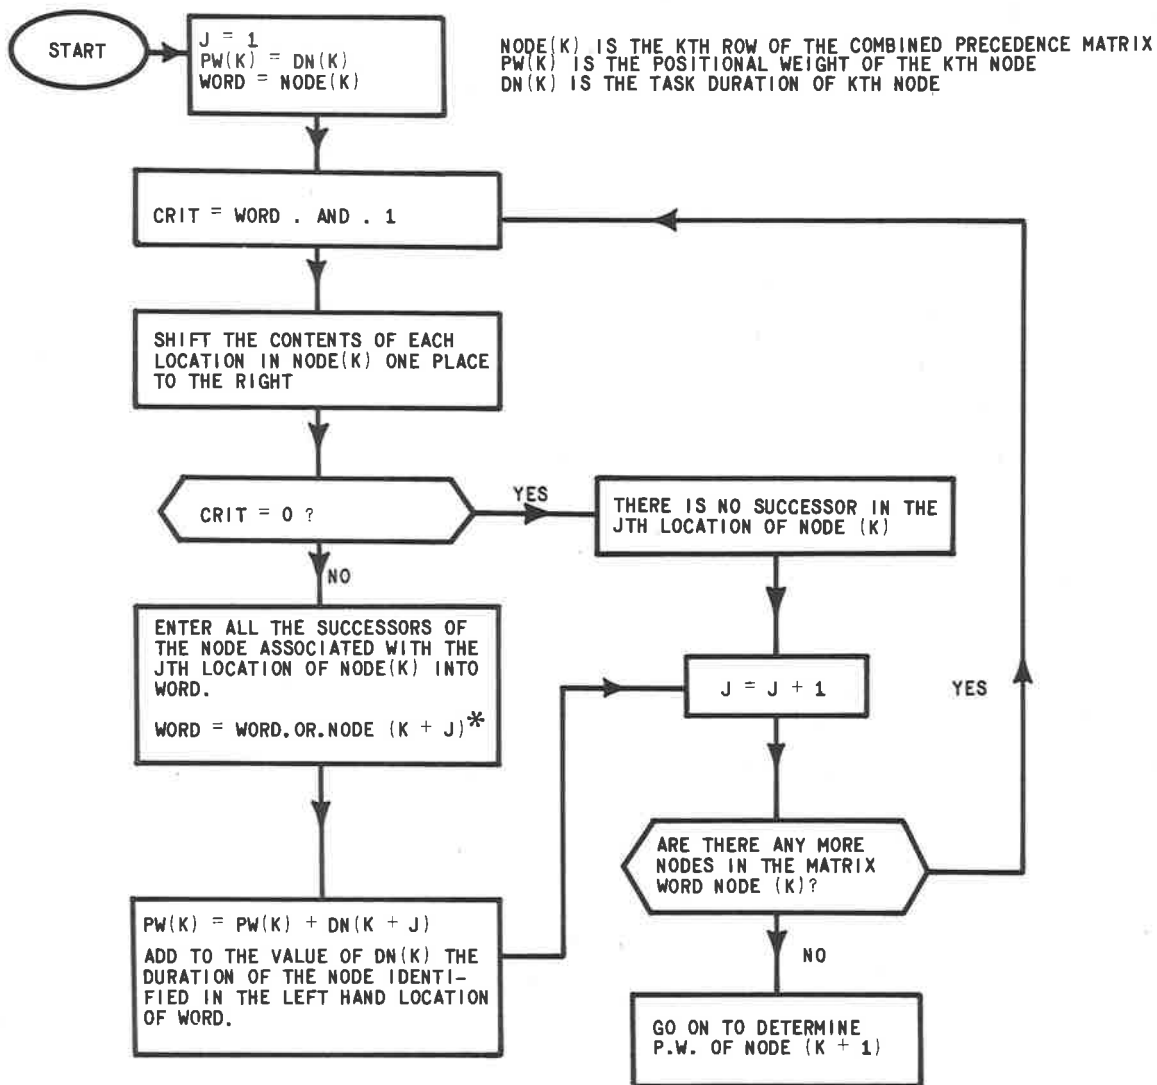 START
J = 1
PW(K) = DN(K)
WORD = NODE(K)
NODE(K) IS THE KTH ROW OF THE COMBINED PRECEDENCE MATRIX
PW(K) IS THE POSITIONAL WEIGHT OF THE KTH NODE
DN(K) IS THE TASK DURATION OF KTH NODE
CRIT = WORD . AND . 1
SHIFT THE CONTENTS OF EACH
LOCATION IN NODE(K) ONE PLACE
TO THE RIGHT
CRIT = 0 ?
YES
THERE IS NO SUCCESSOR IN THE
JTH LOCATION OF NODE (K)
NO
ENTER ALL THE SUCCESSORS OF
THE NODE ASSOCIATED WITH THE
JTH LOCATION OF NODE(K) INTO
WORD.
WORD = WORD.OR.NODE (K + J)*
J = J + 1
YES
ARE THERE ANY MORE
NODES IN THE MATRIX
WORD NODE (K)?
PW(K) = PW(K) + DN(K + J)
ADD TO THE VALUE OF DN(K) THE
DURATION OF THE NODE IDENTI-
FIED IN THE LEFT HAND LOCATION
OF WORD.
NO
GO ON TO DETERMINE
P.W. OF NODE (K + 1)